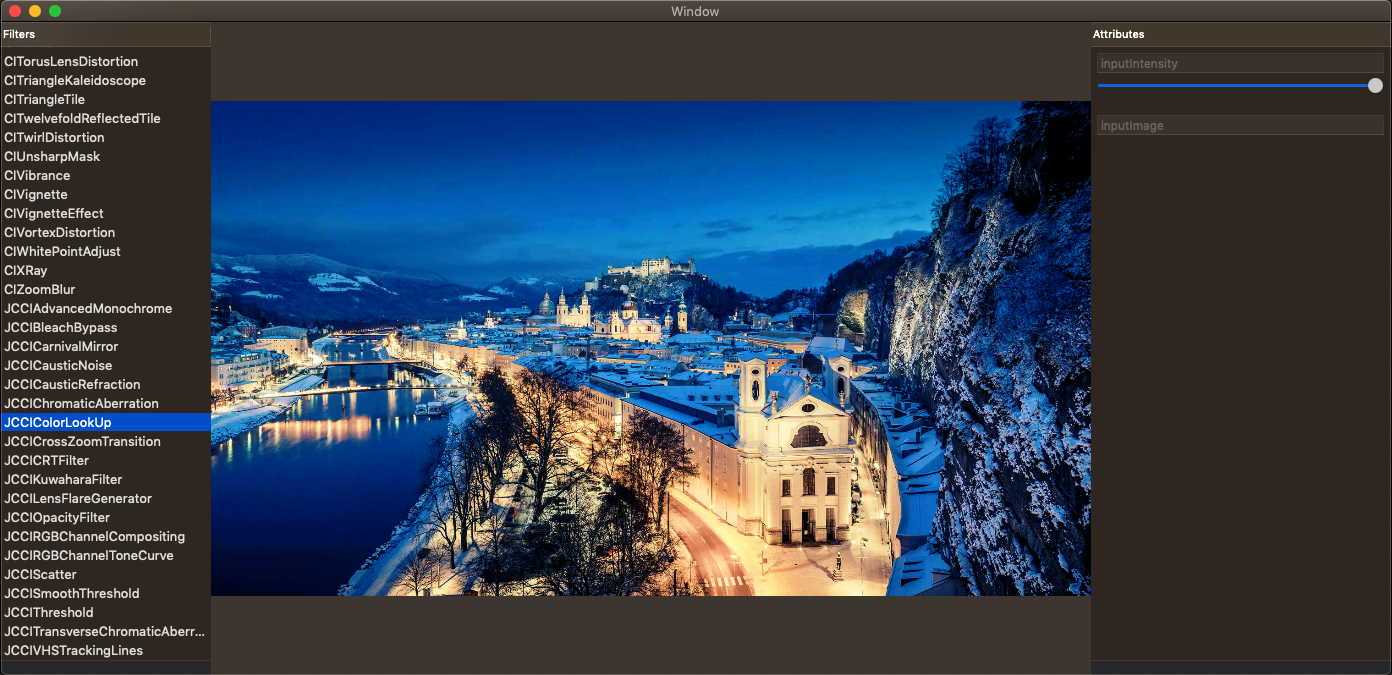 Window
Filters
CITorusLensDistortion
CITriangleKaleidoscope
CITriangleTile
CITwelvefoldReflectedTile
CITwirlDistortion
CIUnsharpMask
CIVibrance
CIVignette
CIVignetteEffect
CIVortexDistortion
CIWhitePointAdjust
CIXRay
CIZoomBlur
JCCIAdvancedMonochrome
JCCIBleachBypass
JCCICarnivalMirror
JCCICausticNoise
JCCICausticRefraction
JCCIChromaticAberration
JCCIColorLookUp
JCCICrossZoomTransition
JCCICRTFilter
JCCIKuwaharaFilter
JCCILensFlareGenerator
JCCIOpacityFilter
JCCIRGBChannelCompositing
JCCIRGBChannelToneCurve
JCCIScatter
JCCISmoothThreshold
JCCIThreshold
JCCITransverseChromaticAberr...
JCCIVHSTrackingLines
Attributes
inputIntensity
inputImage